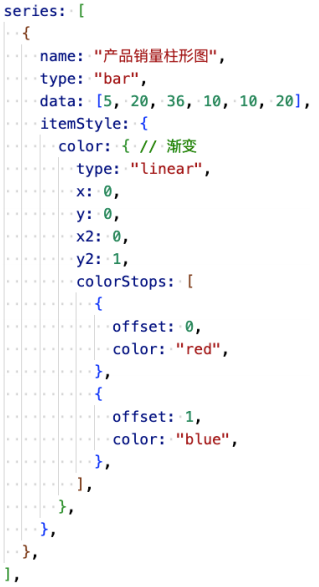 series: [
  {
    name: "产品销量柱形图",
    type: "bar",
    data: [5, 20, 36, 10, 10, 20],
    itemStyle: {
      color: { // 渐变
        type: "linear",
        x: 0,
        y: 0,
        x2: 0,
        y2: 1,
        colorStops: [
          {
            offset: 0,
            color: "red",
          },
          {
            offset: 1,
            color: "blue",
          },
        ],
      },
    },
  },
],